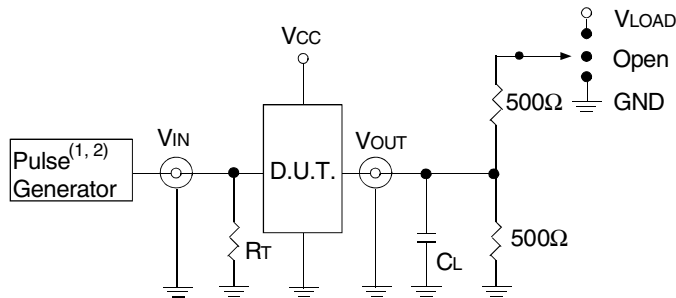 VLOAD
VCC
Open
500Ω
GND
VIN
VOUT
Pulse(1, 2)
Generator
D.U.T.
RT
CL
500Ω